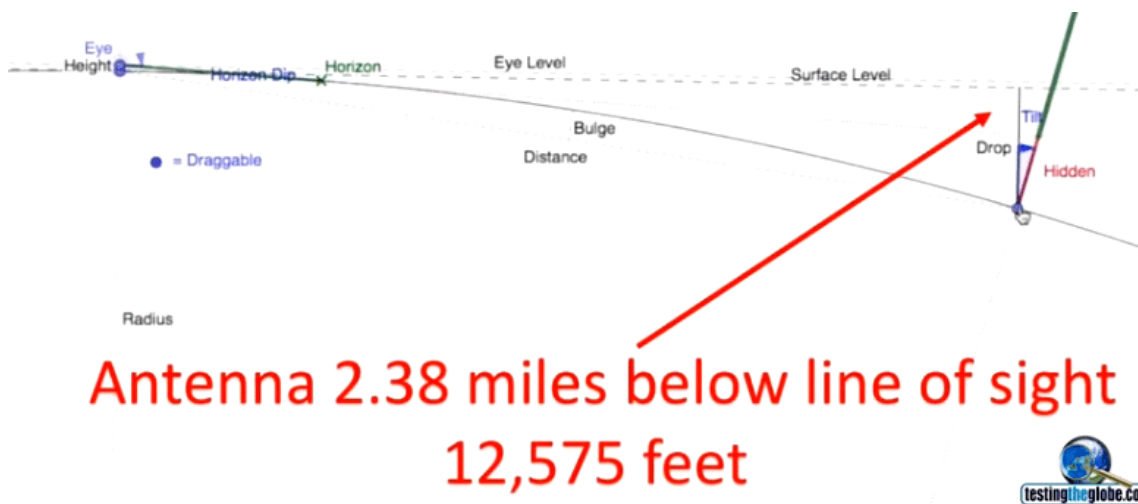 Eye
Height
Horizon Dip
Horizon
Eye Level
Surface Level
Bulge
Distance
= Draggable
Tilt
Drop
Hidden
Radius
Antenna 2.38 miles below line of sight
12,575 feet
testingtheglobe.co